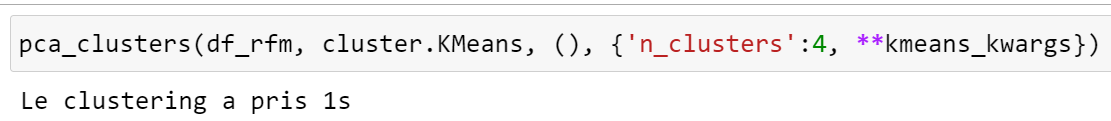 pca_clusters(df_rfm, cluster.KMeans, (), {'n_clusters':4, **kmeans_kwargs})
Le clustering a pris 1s